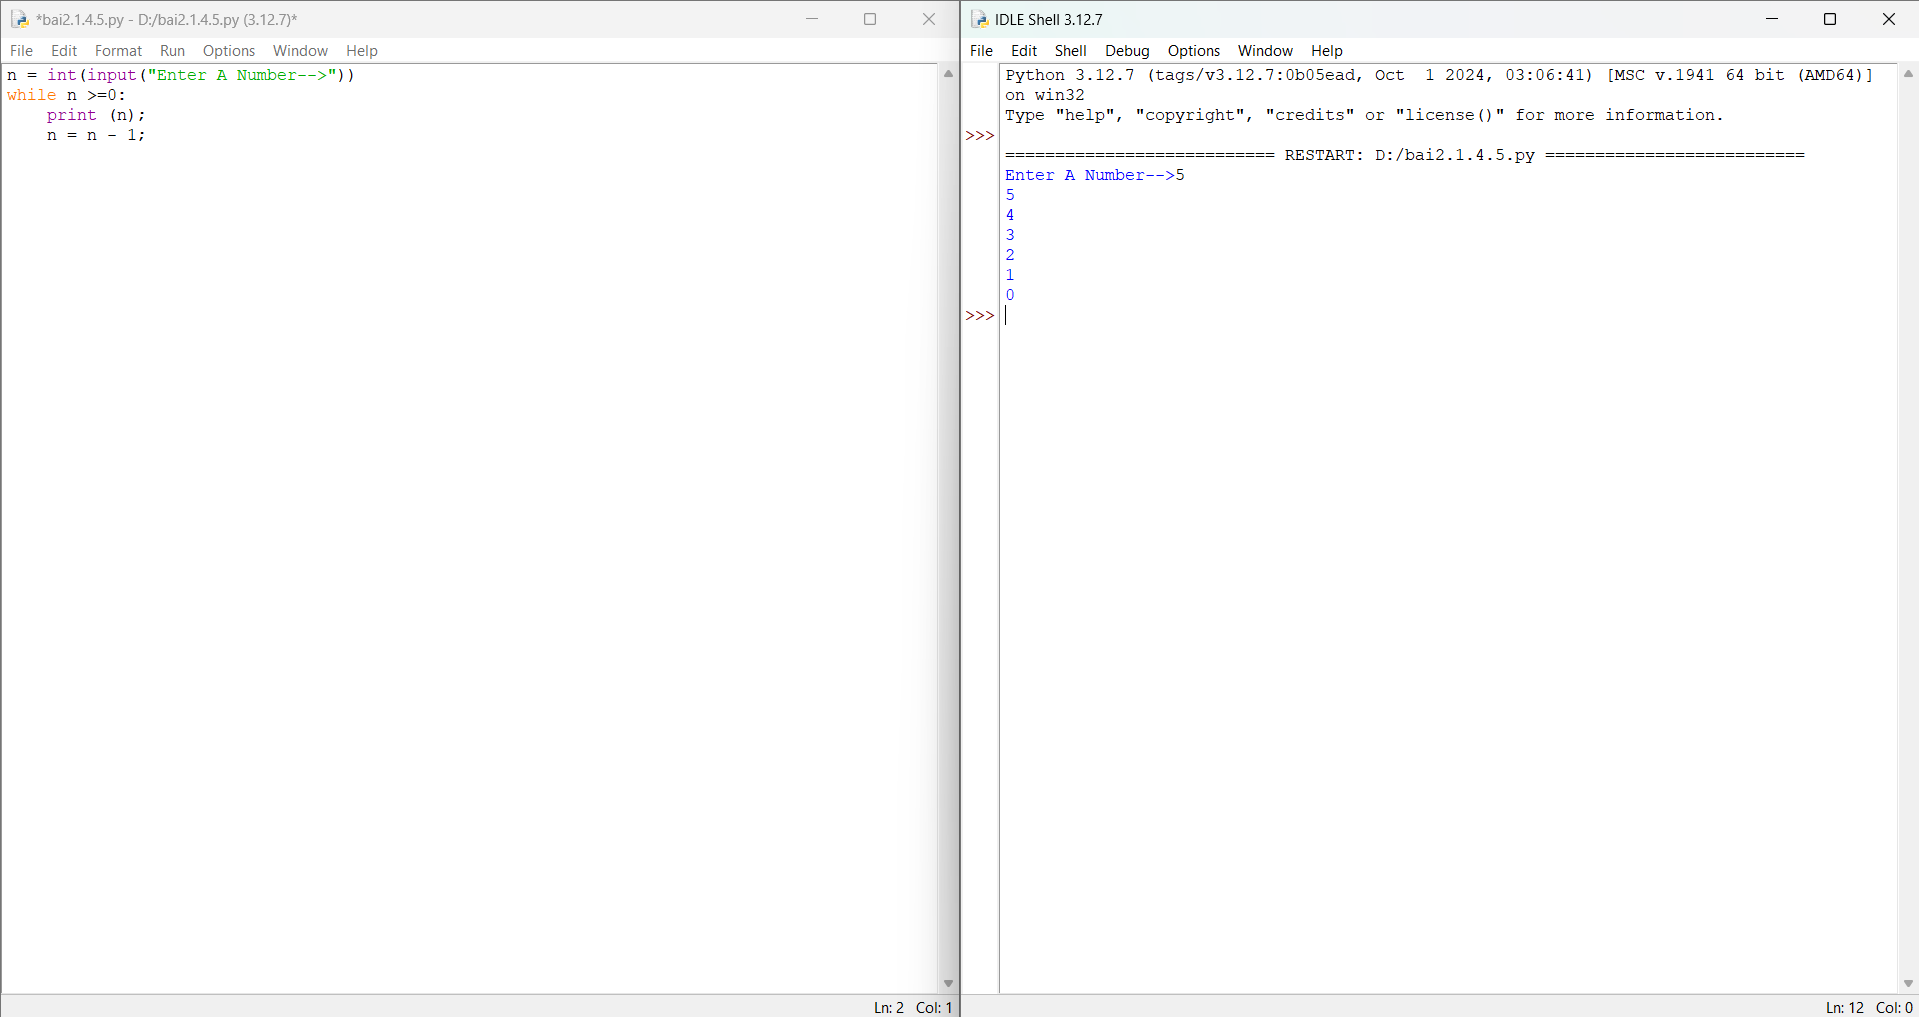 *bai2.1.4.5.py - D:/bai2.1.4.5.py (3.12.7)*
File Edit Format Run Options Window Help
n = int(input("Enter A Number-->"))
while n >=0:
    print (n);
    n = n - 1;
Ln: 2 Col: 1
IDLE Shell 3.12.7
File Edit Shell Debug Options Window Help
Python 3.12.7 (tags/v3.12.7:0b05ead, Oct  1 2024, 03:06:41) [MSC v.1941 64 bit (AMD64)]
on win32
Type "help", "copyright", "credits" or "license()" for more information.
>>>
=========================== RESTART: D:/bai2.1.4.5.py ==========================
Enter A Number-->5
5
4
3
2
1
0
>>>
Ln: 12 Col: 0